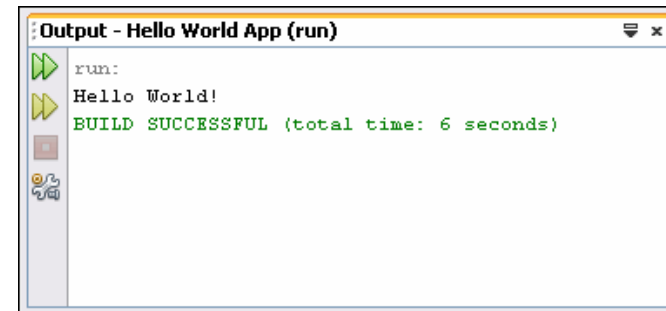 Output - Hello World App (run)
run:
Hello World!
BUILD SUCCESSFUL (total time: 6 seconds)